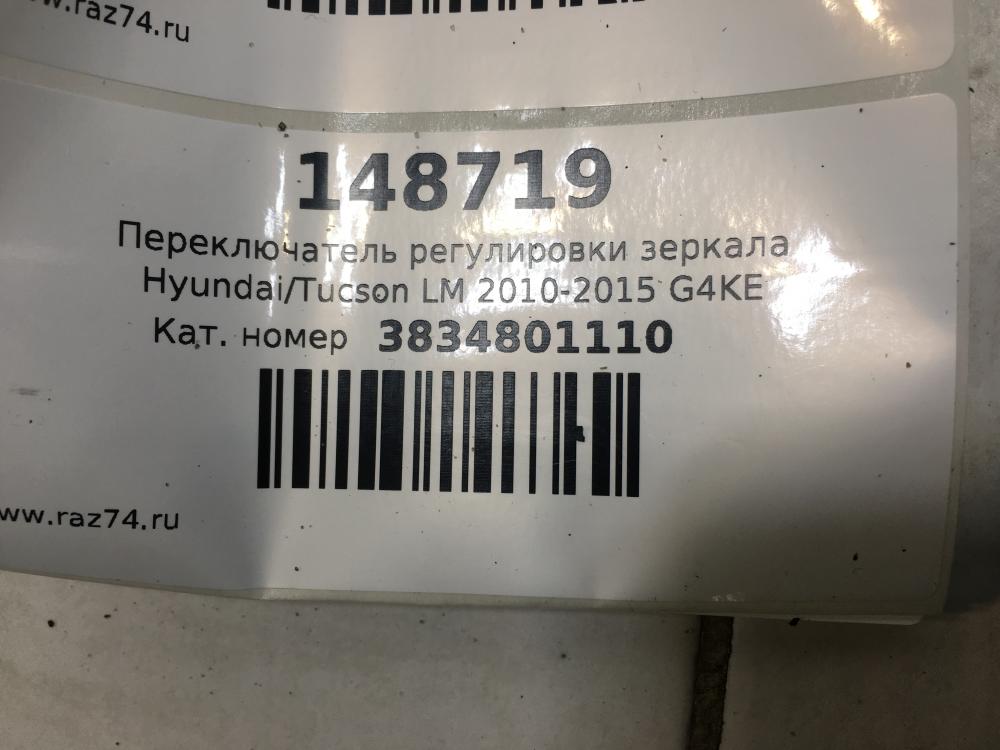 www.raz74.ru
148719
Переключатель регулировки зеркала
Hyundai/Tucson LM 2010-2015 G4KE
Кат. номер 3834801110
www.raz74.ru